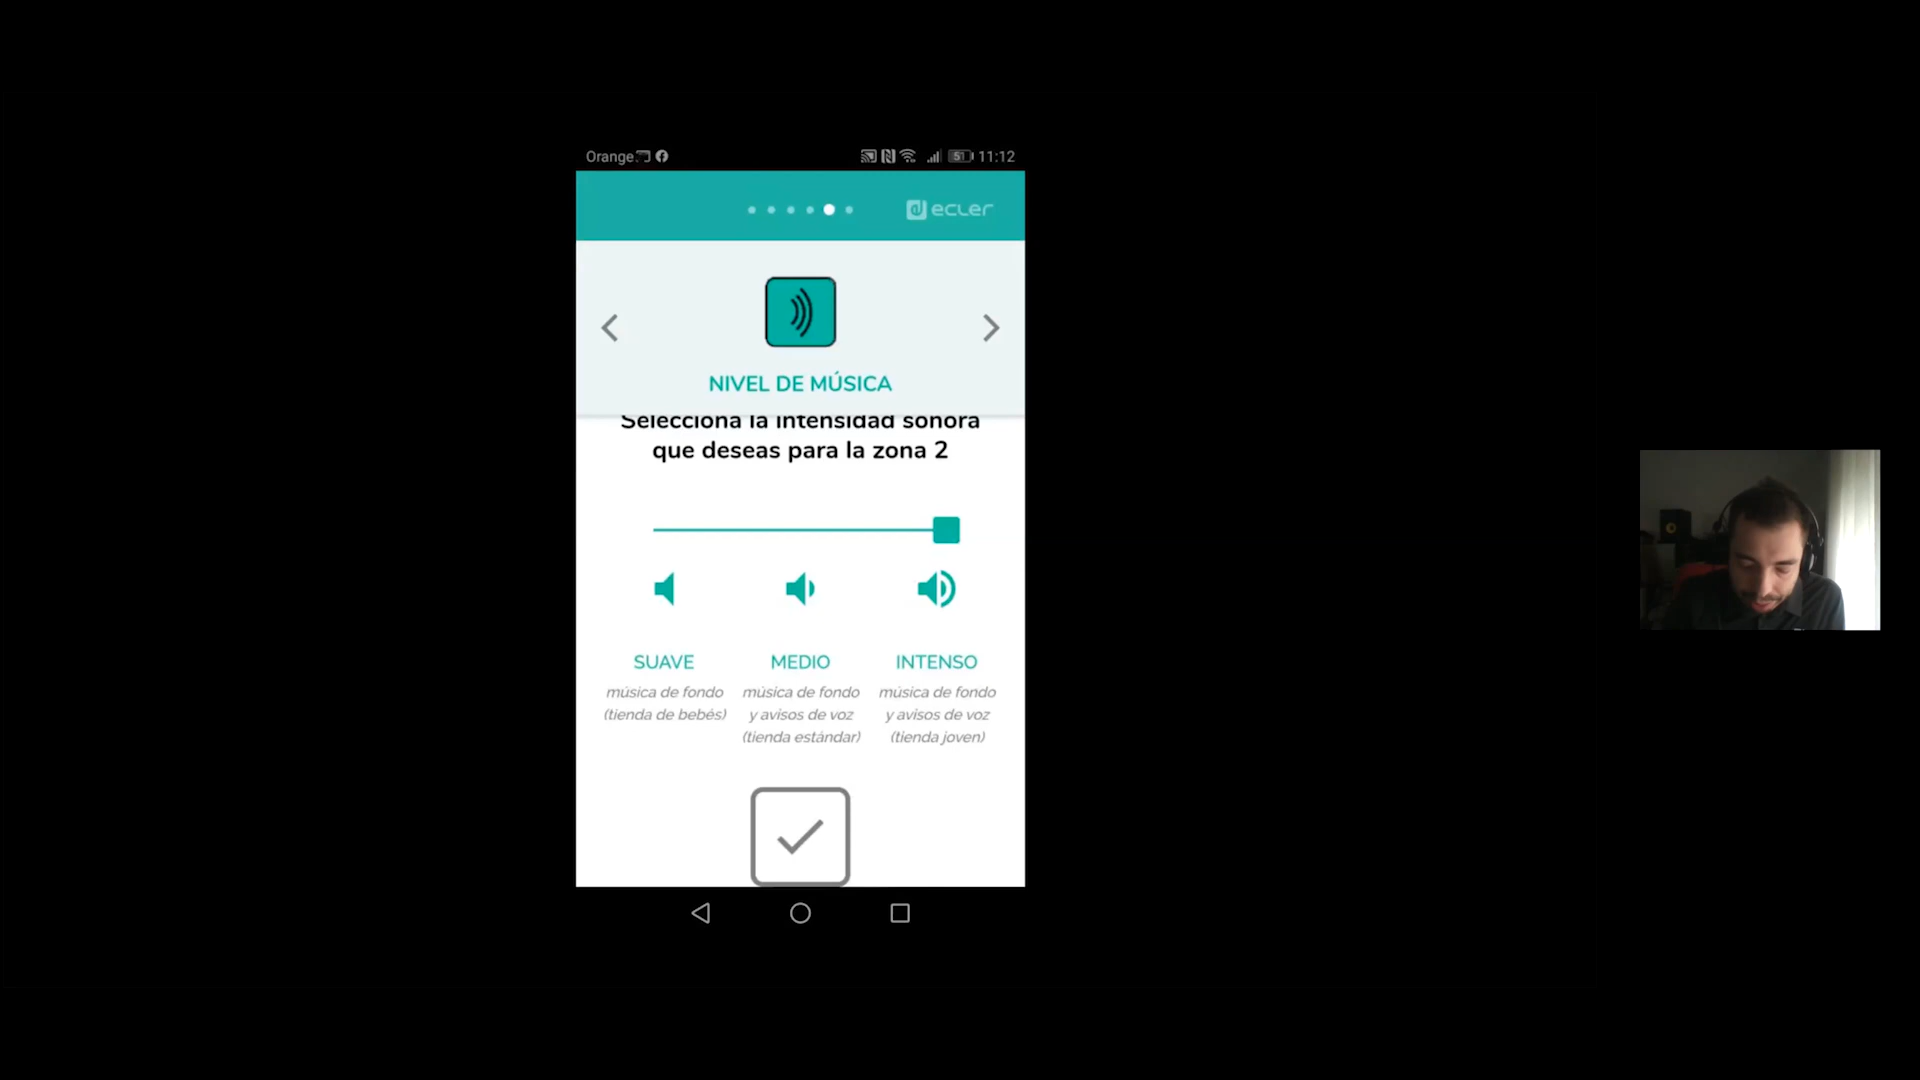 Orange
51
11:12
ecler
NIVEL DE MÚSICA
Selecciona la intensidad sonora
que deseas para la zona 2
SUAVE
MEDIO
INTENSO
música de fondo
(tienda de bebés)
música de fondo
y avisos de voz
(tienda estándar)
música de fondo
y avisos de voz
(tienda joven)